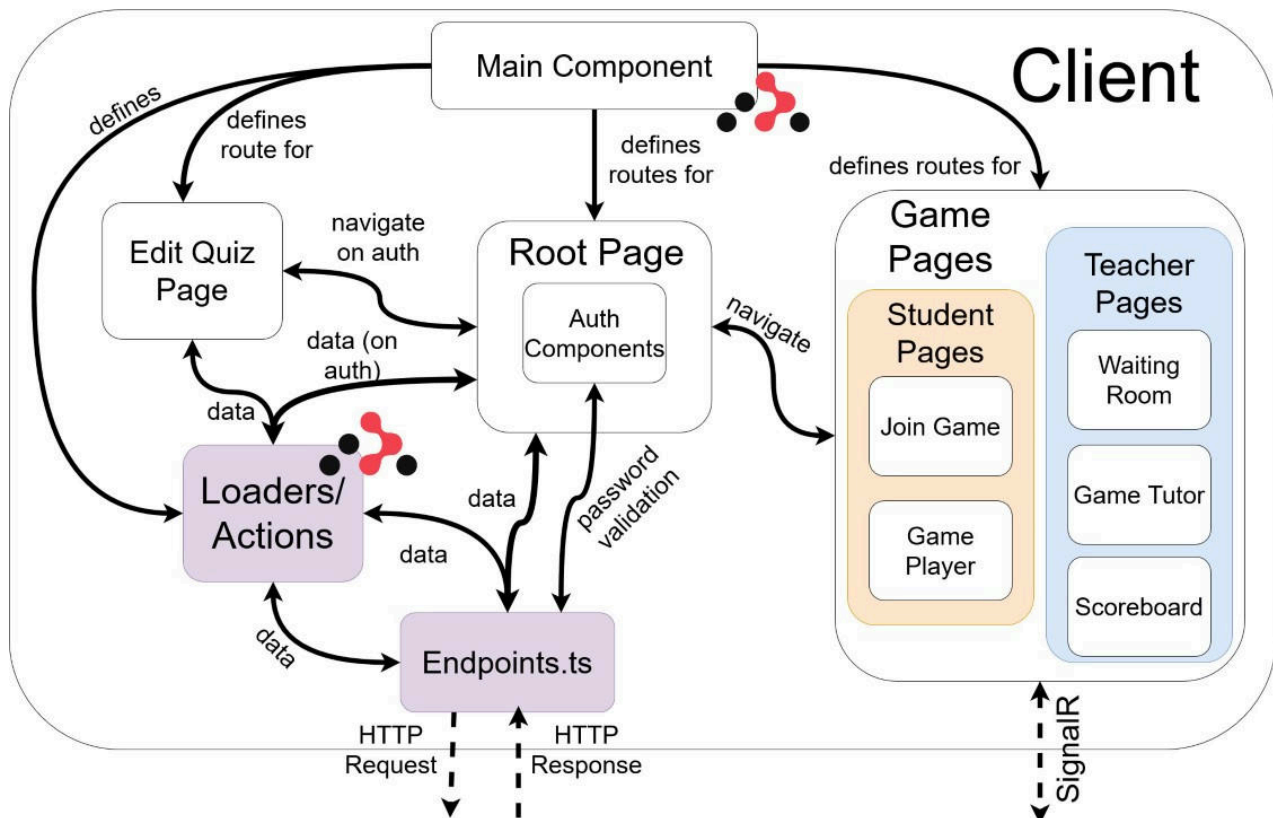 Main Component
Client
defines
defines
route for
defines
routes for
defines routes for
Edit Quiz
Page
navigate
on auth
Root Page
Auth
Components
data (on
auth)
data
navigate
Game
Pages
Student
Pages
Join Game
Game
Player
Teacher
Pages
Waiting
Room
Game Tutor
Scoreboard
Loaders/
Actions
data
data
password
validation
data
Endpoints.ts
HTTP
Request
HTTP
Response
SignalR